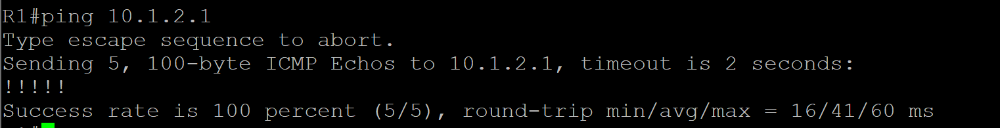 R1#ping 10.1.2.1
Type escape sequence to abort.
Sending 5, 100-byte ICMP Echos to 10.1.2.1, timeout is 2 seconds:
!!!!!
Success rate is 100 percent (5/5), round-trip min/avg/max = 16/41/60 ms